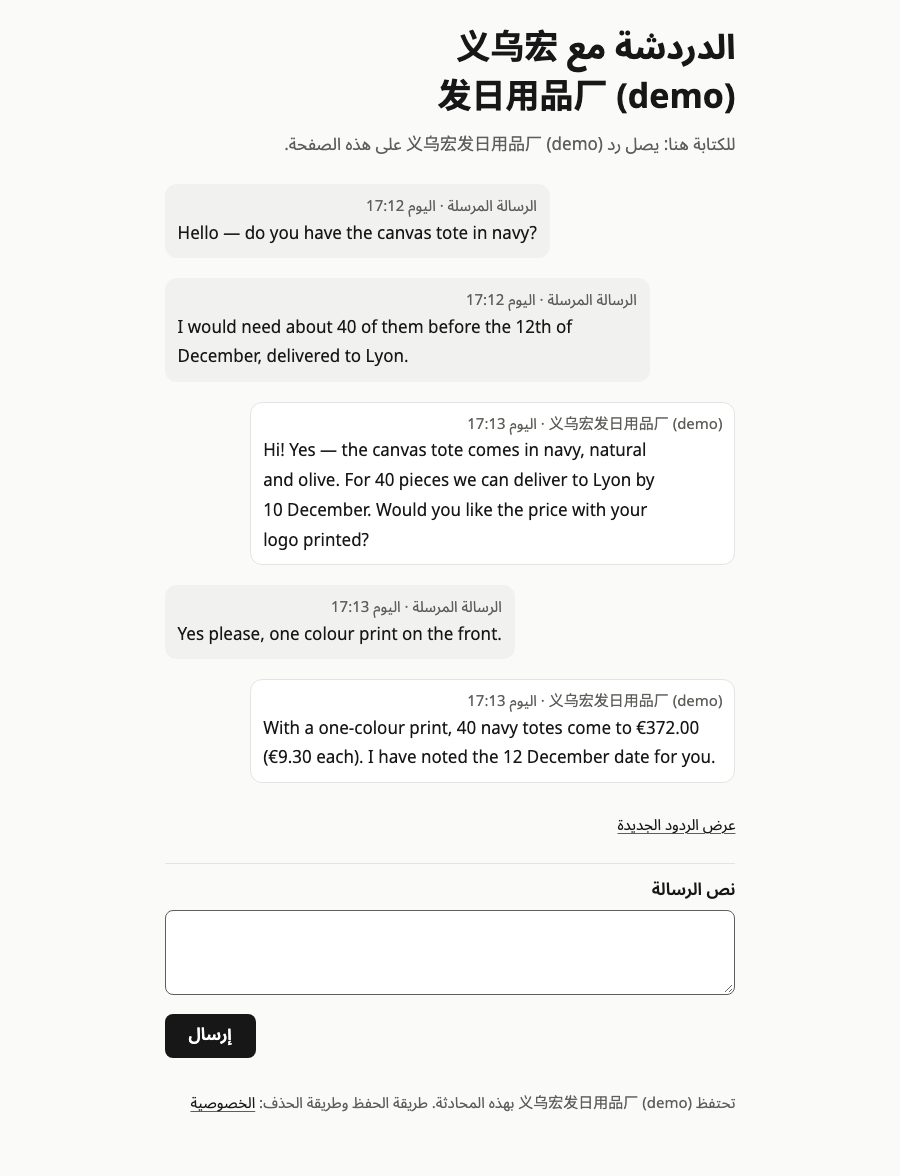 الدردشة مع 义乌宏
发日用品厂 (demo)
للكتابة هنا: يصل رد 义乌宏发日用品厂 (demo) على هذه الصفحة.
الرسالة المرسلة · اليوم 17:12
Hello — do you have the canvas tote in navy?
الرسالة المرسلة · اليوم 17:12
I would need about 40 of them before the 12th of
December, delivered to Lyon.
义乌宏发日用品厂 (demo) · اليوم 17:13
Hi! Yes — the canvas tote comes in navy, natural
and olive. For 40 pieces we can deliver to Lyon by
10 December. Would you like the price with your
logo printed?
الرسالة المرسلة · اليوم 17:13
Yes please, one colour print on the front.
义乌宏发日用品厂 (demo) · اليوم 17:13
With a one-colour print, 40 navy totes come to €372.00
(€9.30 each). I have noted the 12 December date for you.
عرض الردود الجديدة
نص الرسالة
إرسال
تحتفظ 义乌宏发日用品厂 (demo) بهذه المحادثة. طريقة الحفظ وطريقة الحذف: الخصوصية